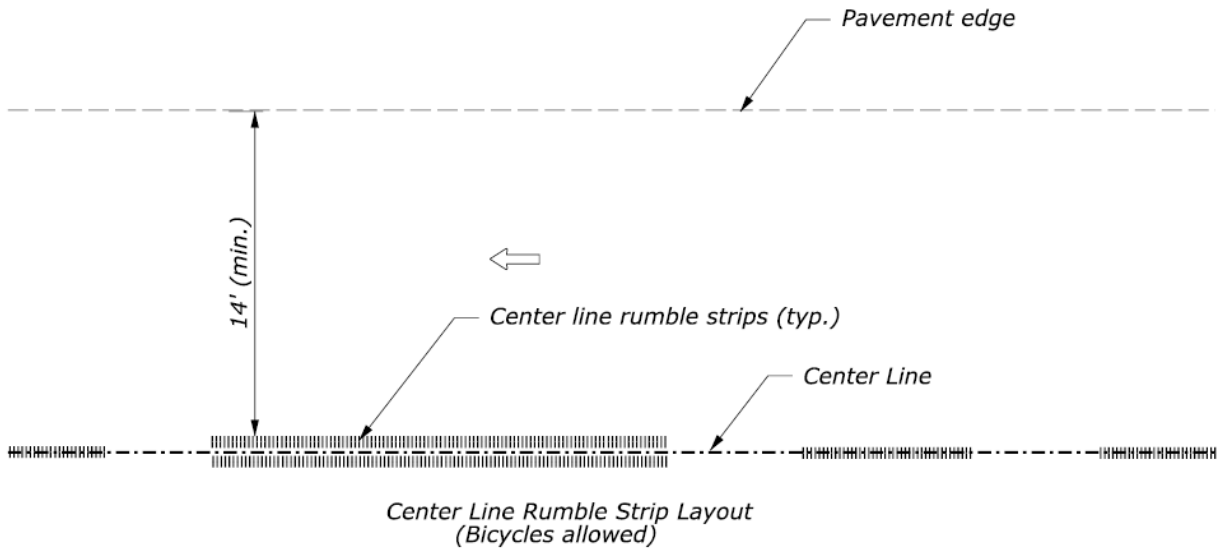 Pavement edge
14' (min.)
Center line rumble strips (typ.)
Center Line
Center Line Rumble Strip Layout
(Bicycles allowed)